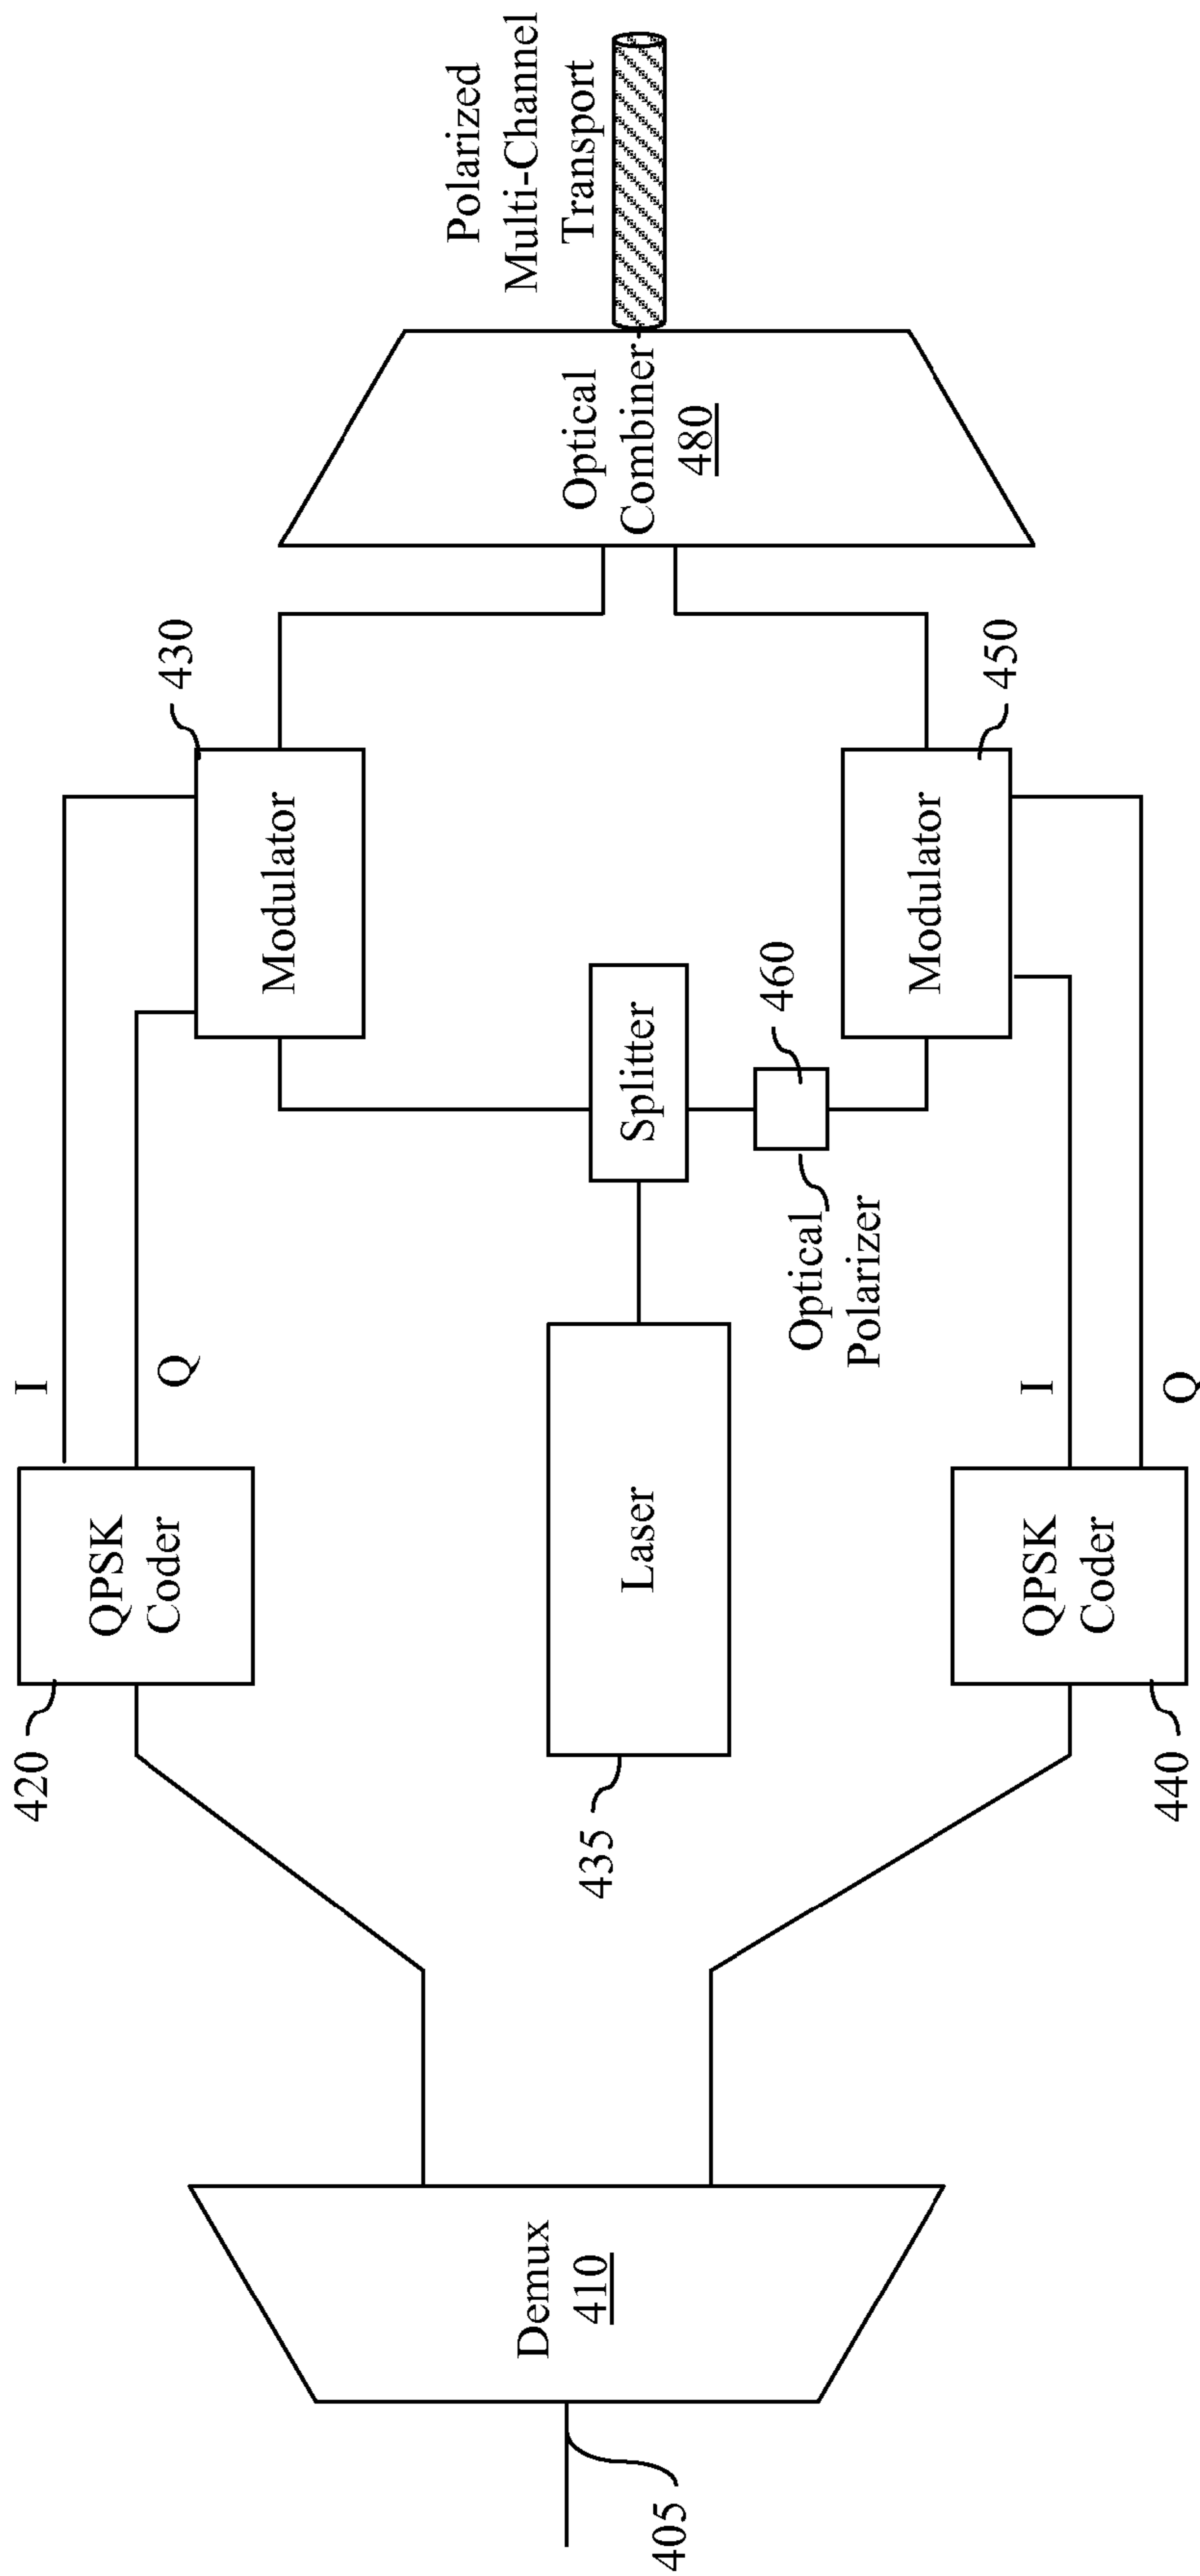 405
Demux
410
420
QPSK
Coder
I
Q
435
Laser
440
QPSK
Coder
I
Q
Splitter
Optical
Polarizer
460
Modulator
430
Modulator
450
Optical
Combiner
480
Polarized
Multi-Channel
Transport